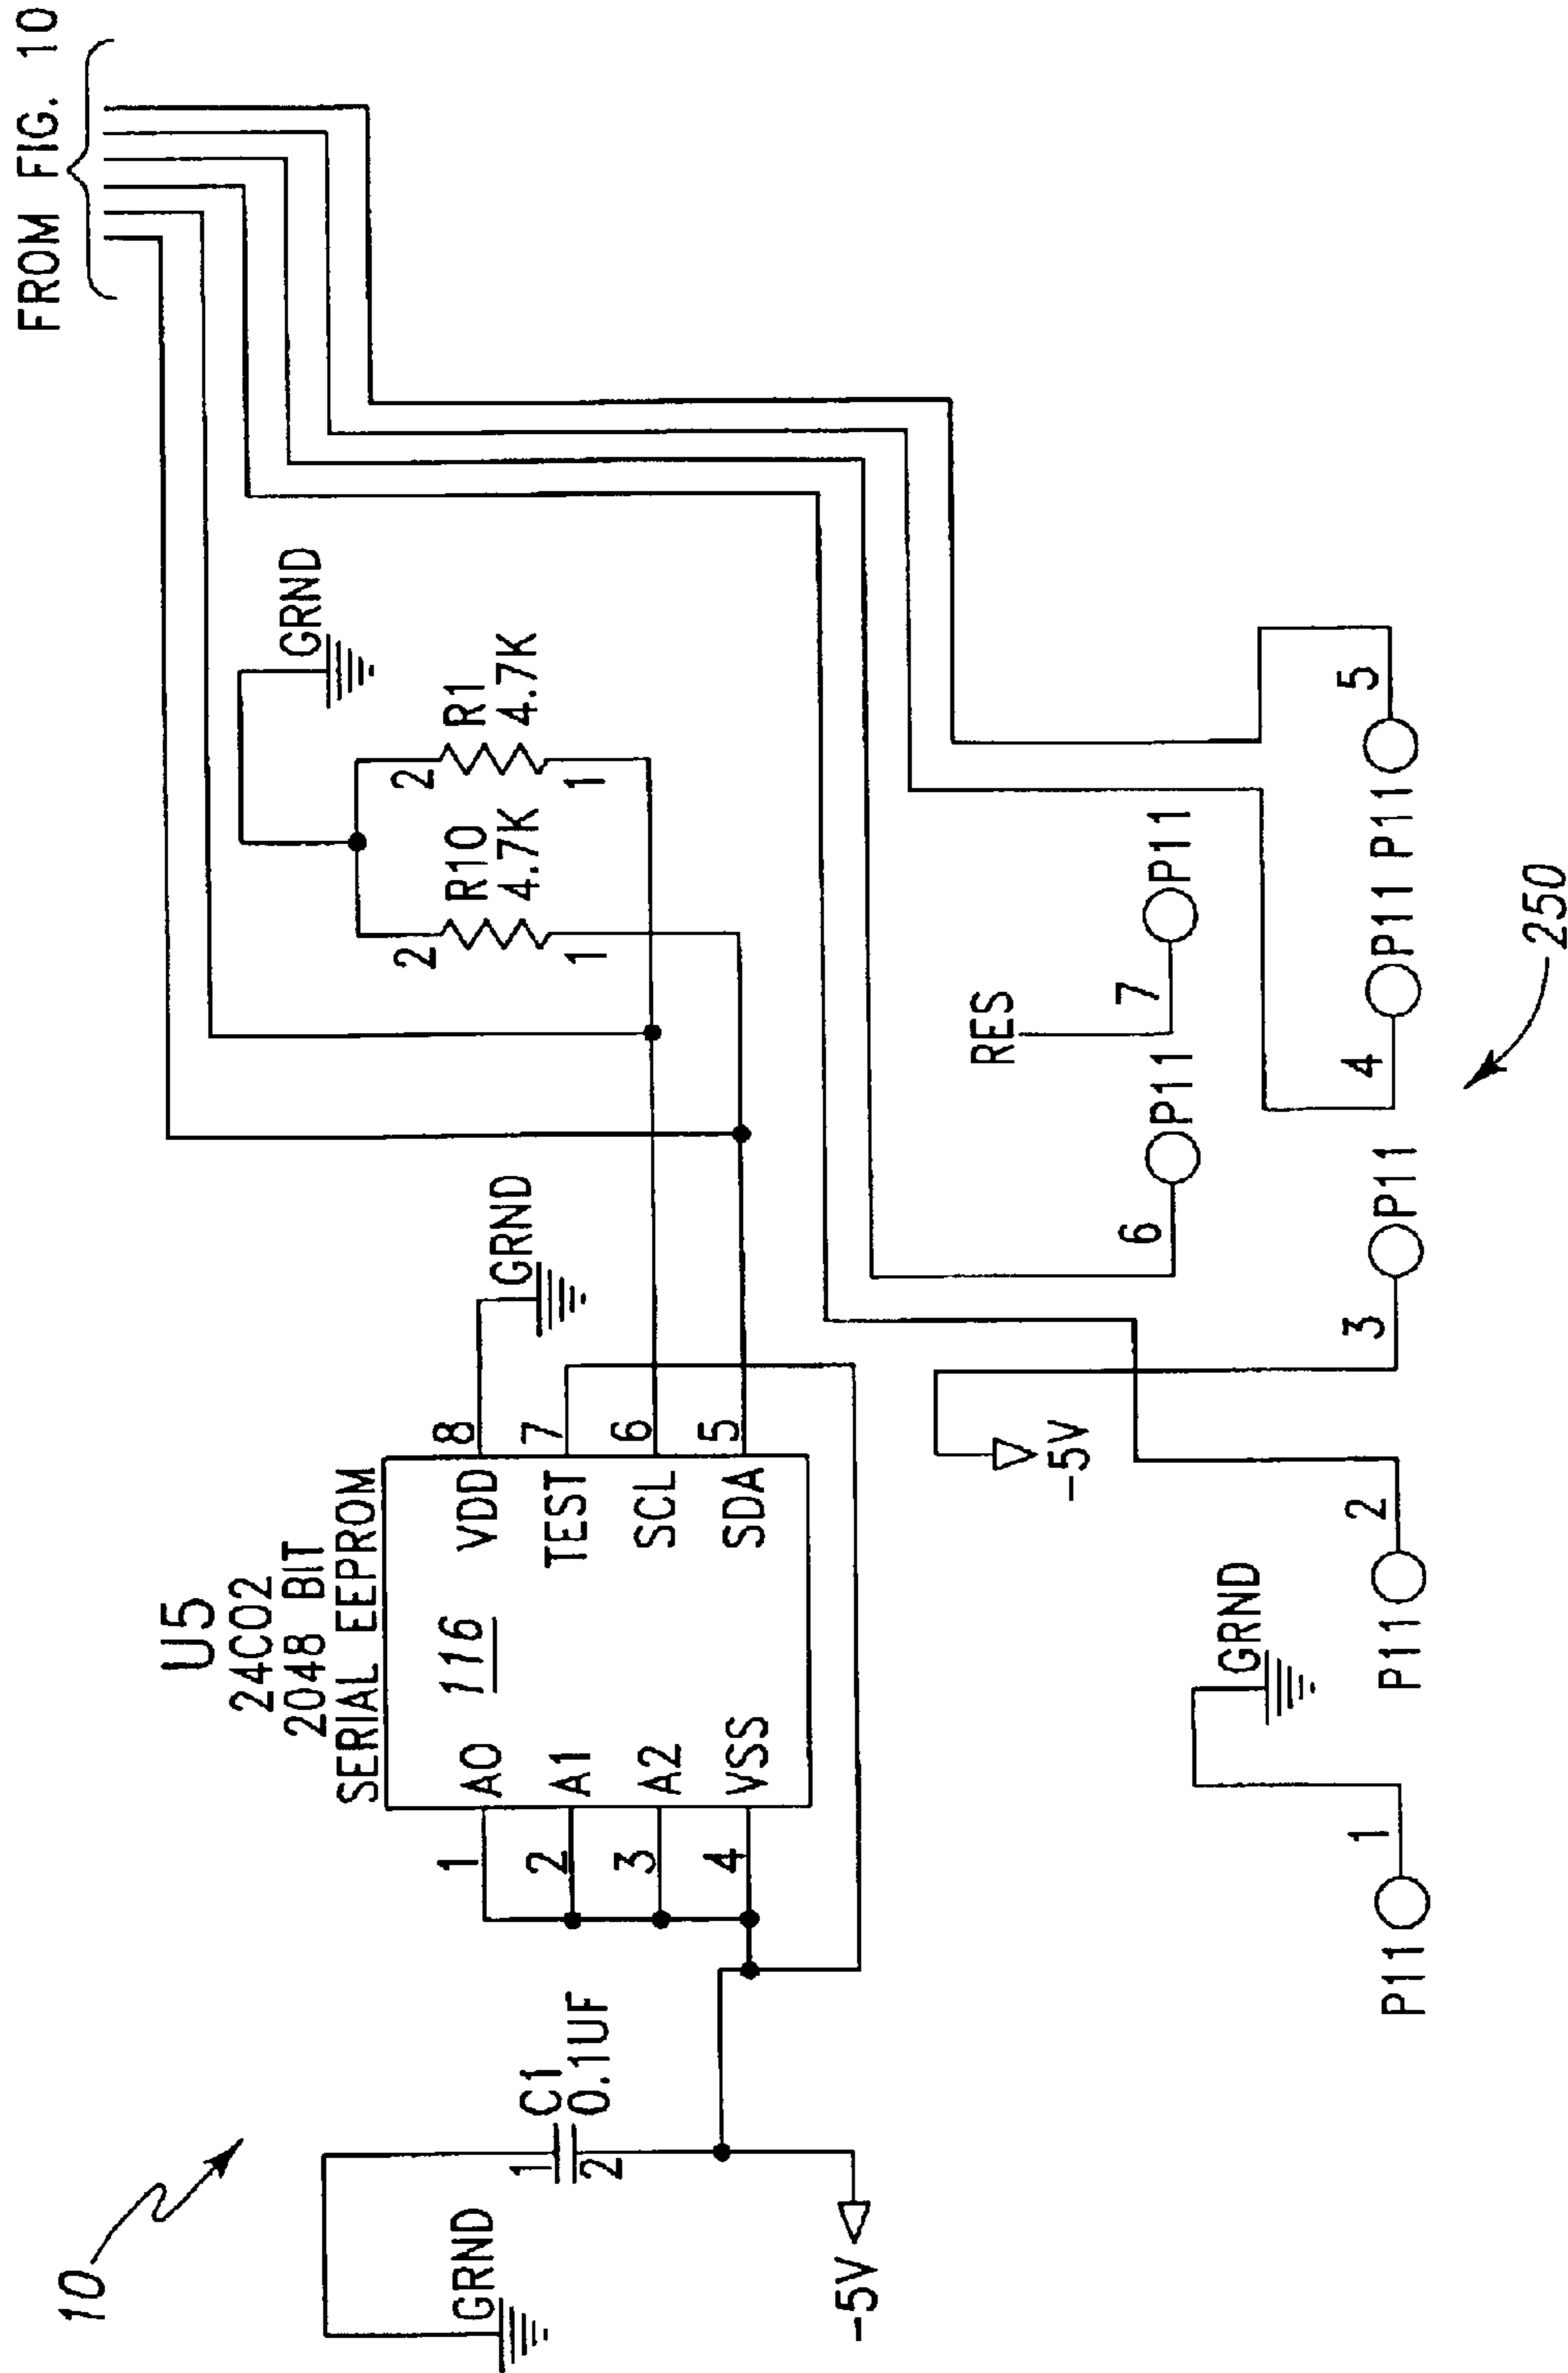 FROM FIG. 10
10
U5
24C02
2048 BIT
SERIAL EEPROM
116
A0
A1
A2
VSS
VDD
TEST
SCL
SDA
1
2
3
4
8
7
6
5
GRND
C1
0.1UF
1
2
-5V
GRND
GRND
R10
4.7K
2
1
R1
4.7K
2
1
RES
6
P11
7
P11
-5V
GRND
P11
1
P11
2
3
P11
4
P11
P11
5
250